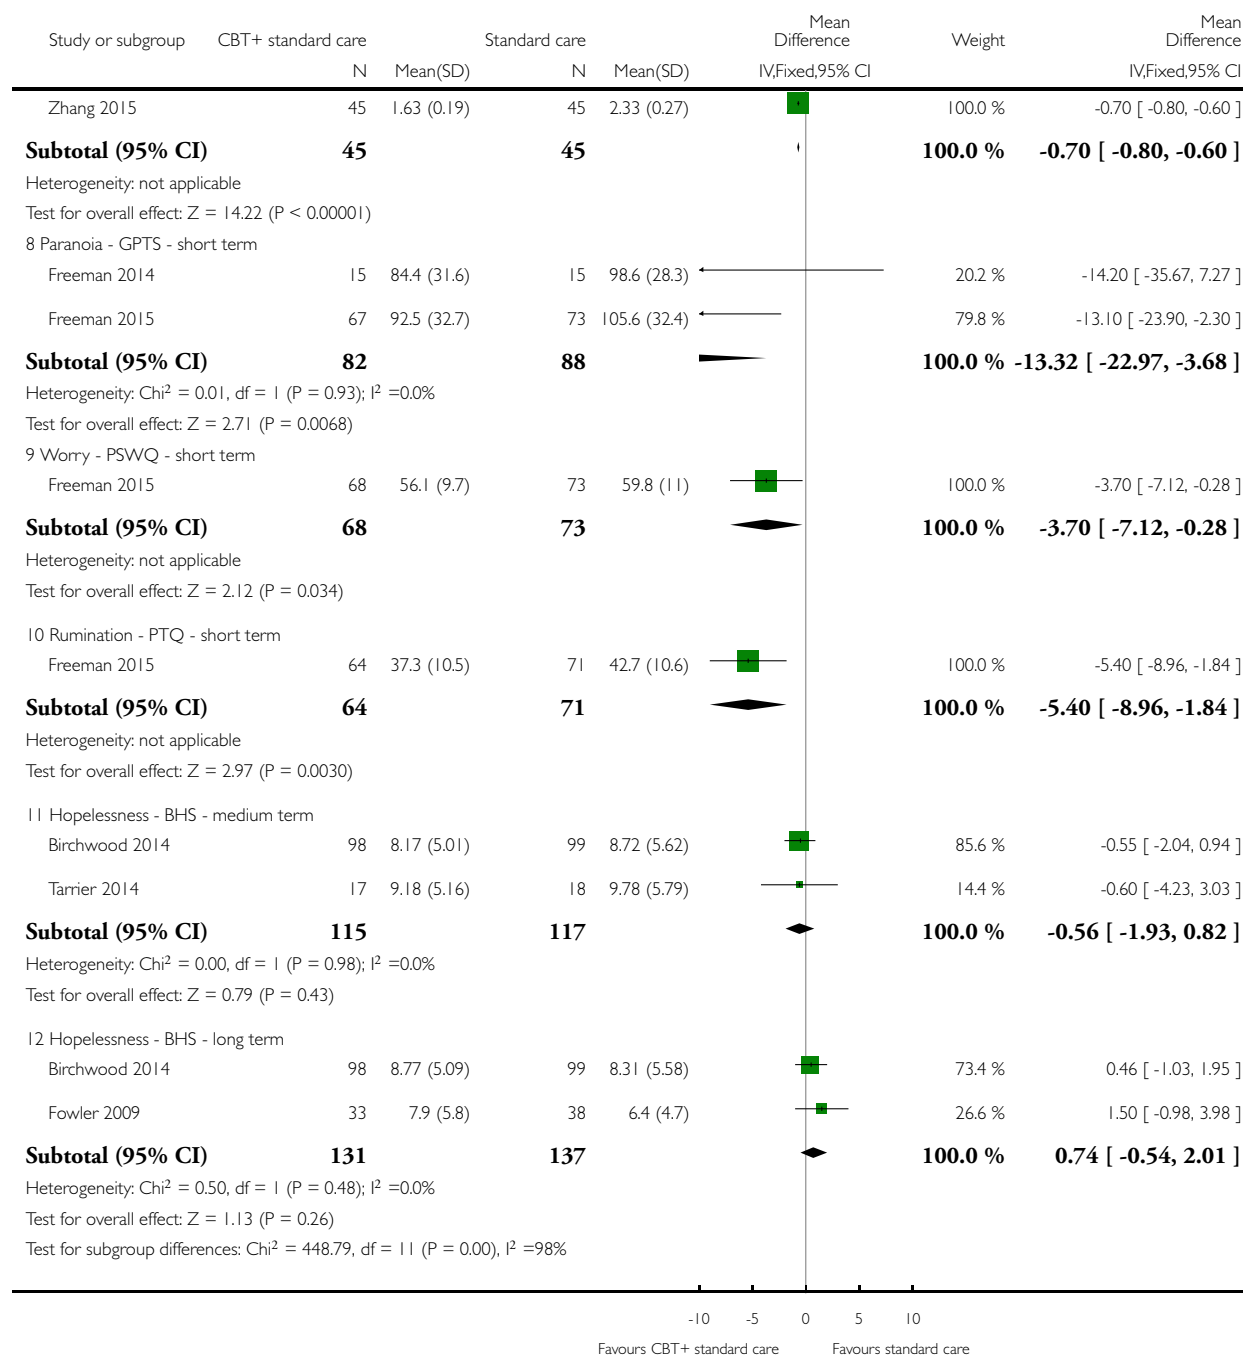 Study or subgroup CBT+ standard care Standard care Mean Difference Weight Mean Difference
N Mean(SD) N Mean(SD) IV,Fixed,95% CI IV,Fixed,95% CI
Zhang 2015 45 1.63 (0.19) 45 2.33 (0.27) 100.0 % -0.70 [ -0.80, -0.60 ]
Subtotal (95% CI) 45 45 100.0 % -0.70 [ -0.80, -0.60 ]
Heterogeneity: not applicable
Test for overall effect: Z = 14.22 (P < 0.00001)
8 Paranoia - GPTS - short term
Freeman 2014 15 84.4 (31.6) 15 98.6 (28.3) 20.2 % -14.20 [ -35.67, 7.27 ]
Freeman 2015 67 92.5 (32.7) 73 105.6 (32.4) 79.8 % -13.10 [ -23.90, -2.30 ]
Subtotal (95% CI) 82 88 100.0 % -13.32 [ -22.97, -3.68 ]
Heterogeneity: Chi² = 0.01, df = 1 (P = 0.93); I² =0.0%
Test for overall effect: Z = 2.71 (P = 0.0068)
9 Worry - PSWQ - short term
Freeman 2015 68 56.1 (9.7) 73 59.8 (11) 100.0 % -3.70 [ -7.12, -0.28 ]
Subtotal (95% CI) 68 73 100.0 % -3.70 [ -7.12, -0.28 ]
Heterogeneity: not applicable
Test for overall effect: Z = 2.12 (P = 0.034)
10 Rumination - PTQ - short term
Freeman 2015 64 37.3 (10.5) 71 42.7 (10.6) 100.0 % -5.40 [ -8.96, -1.84 ]
Subtotal (95% CI) 64 71 100.0 % -5.40 [ -8.96, -1.84 ]
Heterogeneity: not applicable
Test for overall effect: Z = 2.97 (P = 0.0030)
11 Hopelessness - BHS - medium term
Birchwood 2014 98 8.17 (5.01) 99 8.72 (5.62) 85.6 % -0.55 [ -2.04, 0.94 ]
Tarrier 2014 17 9.18 (5.16) 18 9.78 (5.79) 14.4 % -0.60 [ -4.23, 3.03 ]
Subtotal (95% CI) 115 117 100.0 % -0.56 [ -1.93, 0.82 ]
Heterogeneity: Chi² = 0.00, df = 1 (P = 0.98); I² =0.0%
Test for overall effect: Z = 0.79 (P = 0.43)
12 Hopelessness - BHS - long term
Birchwood 2014 98 8.77 (5.09) 99 8.31 (5.58) 73.4 % 0.46 [ -1.03, 1.95 ]
Fowler 2009 33 7.9 (5.8) 38 6.4 (4.7) 26.6 % 1.50 [ -0.98, 3.98 ]
Subtotal (95% CI) 131 137 100.0 % 0.74 [ -0.54, 2.01 ]
Heterogeneity: Chi² = 0.50, df = 1 (P = 0.48); I² =0.0%
Test for overall effect: Z = 1.13 (P = 0.26)
Test for subgroup differences: Chi² = 448.79, df = 11 (P = 0.00), I² =98%
-10 -5 0 5 10
Favours CBT+ standard care Favours standard care